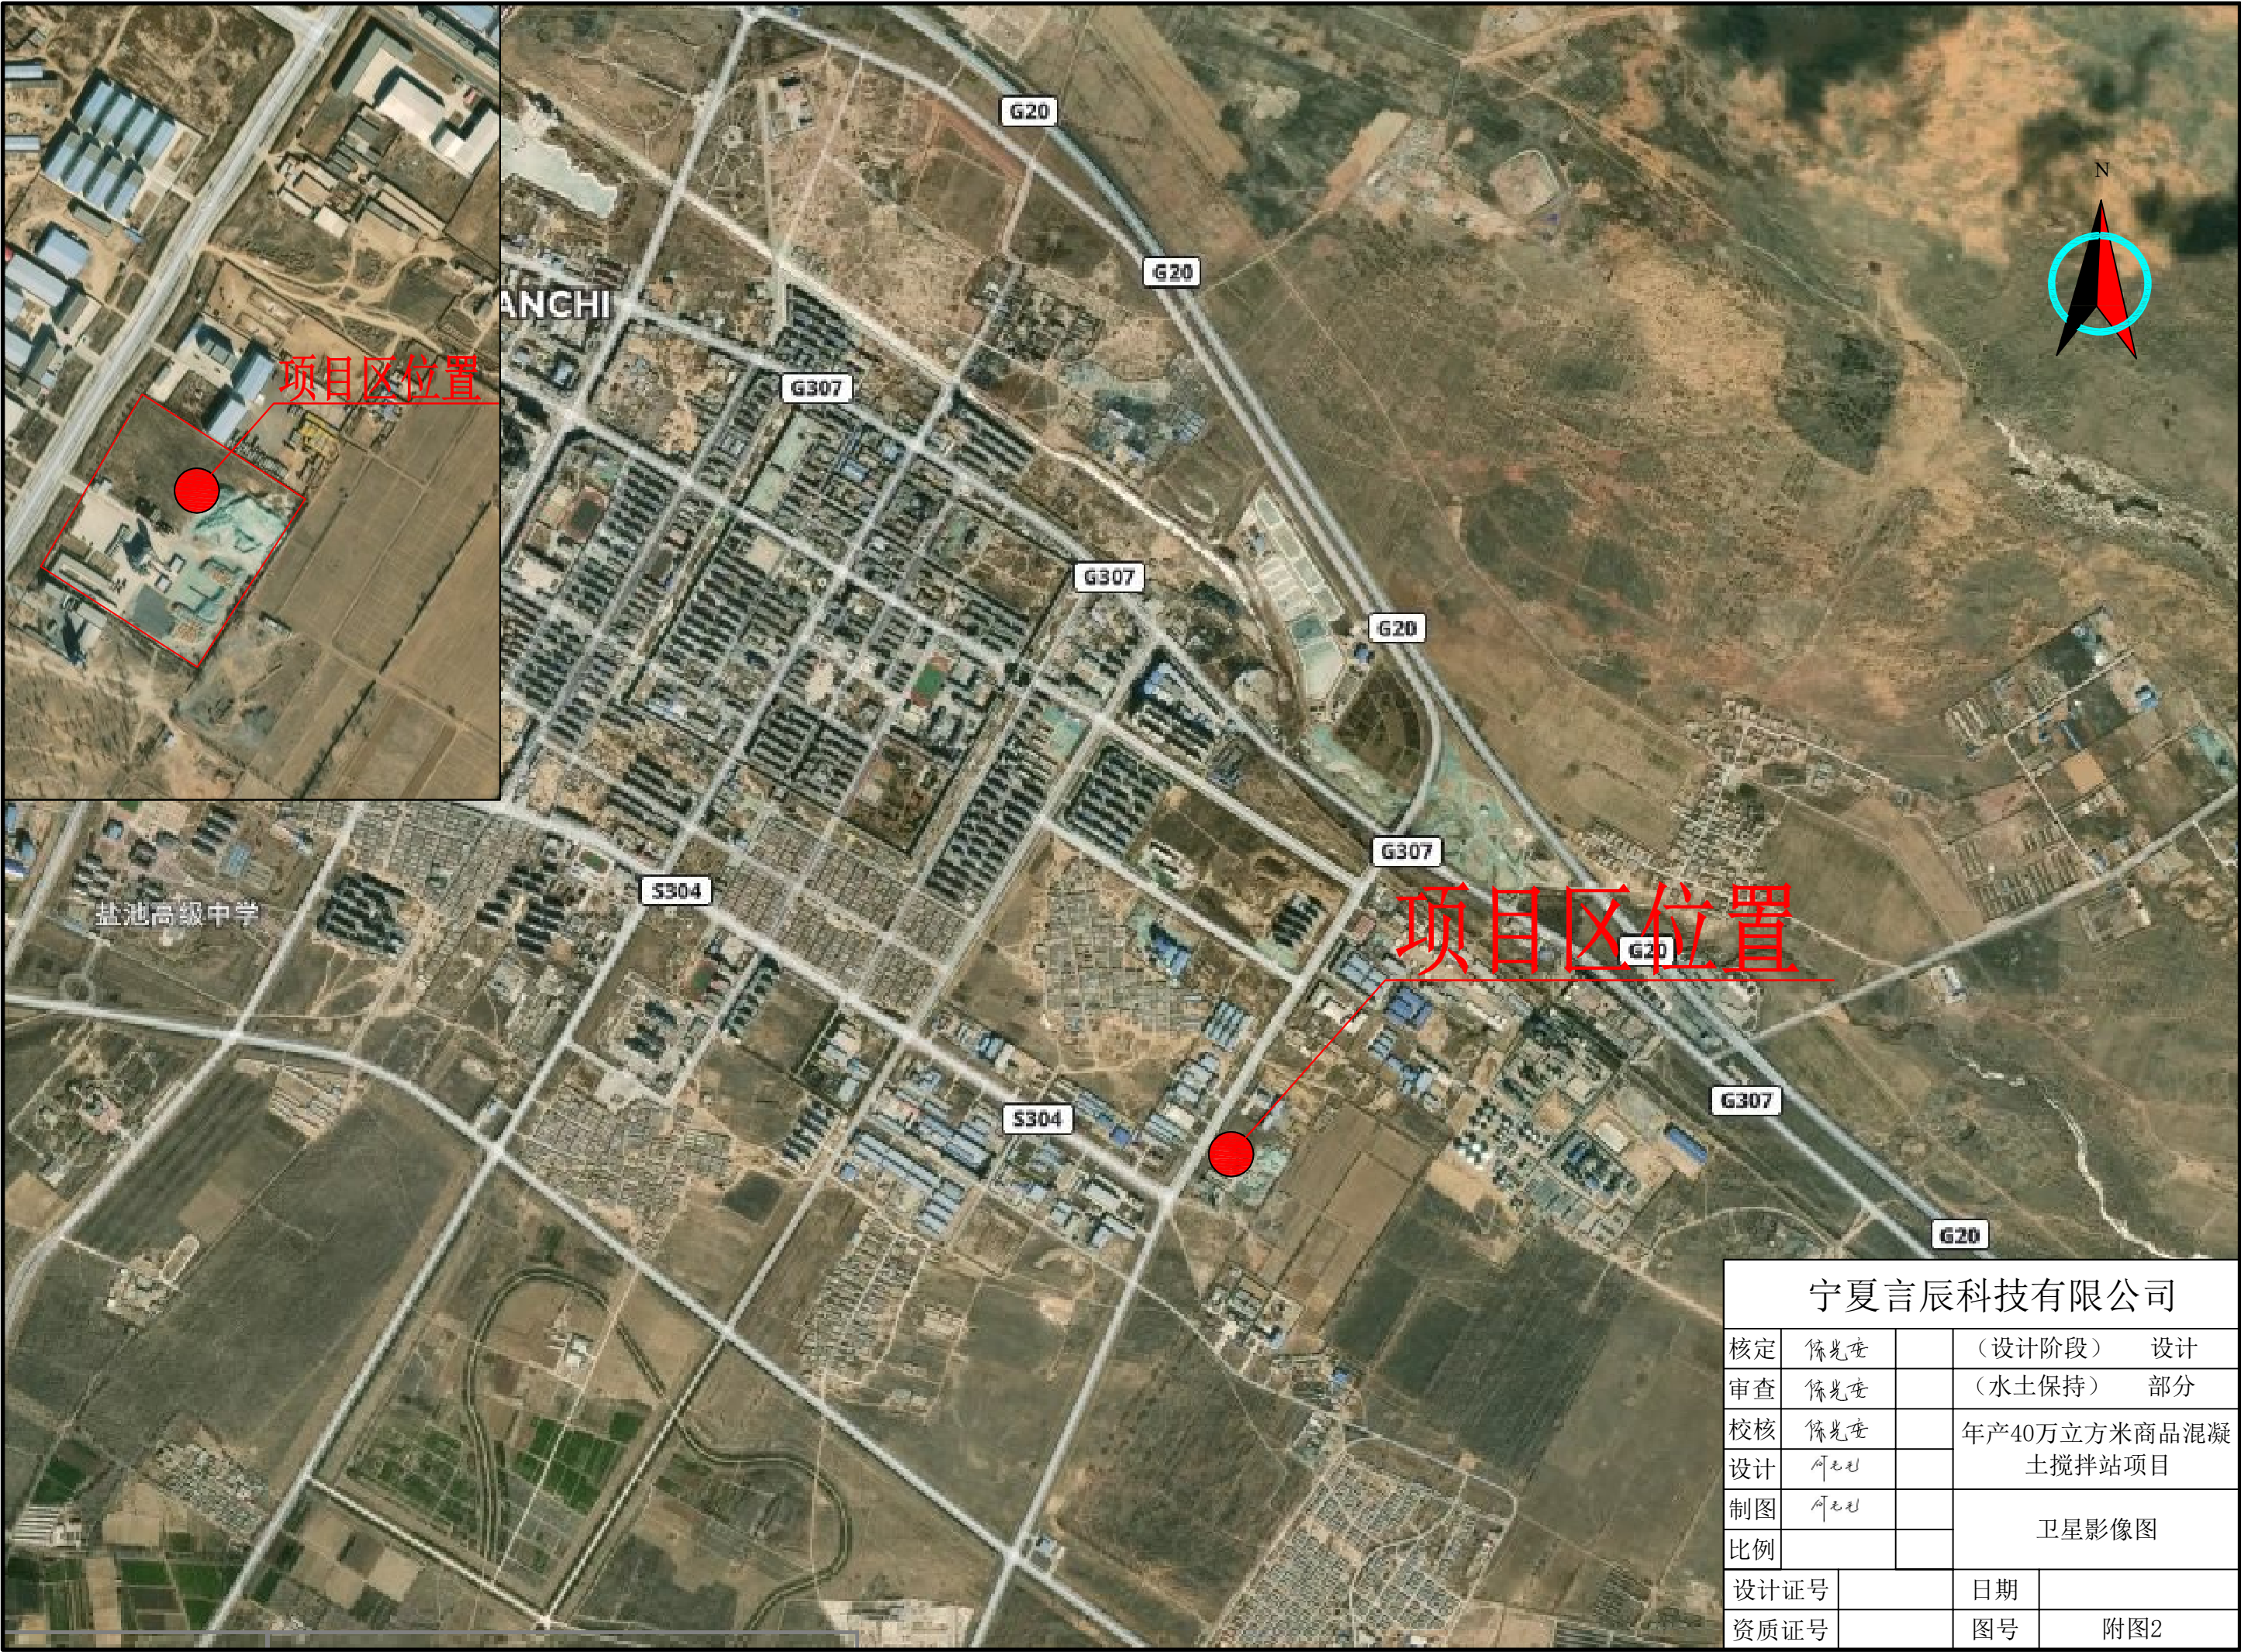 项目区位置
ANCHI
G20
N
G20
G307
G307
G20
G307
S304
盐池高级中学
项目区位置
G20
S304
G307
G20
宁夏言辰科技有限公司
核定 (设计阶段) 设计
审查 (水土保持) 部分
校核 年产40万立方米商品混凝
设计 土搅拌站项目
制图 卫星影像图
比例
设计证号 日期
资质证号 图号 附图2